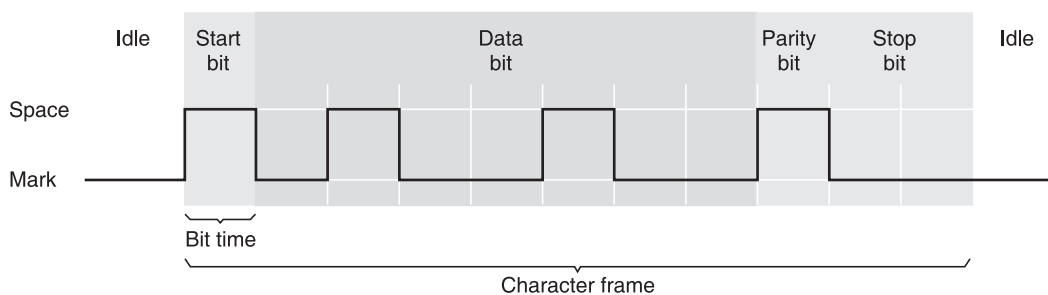 Idle
Start
bit
Data
bit
Parity
bit
Stop
bit
Idle
Space
Mark
Bit time
Character frame